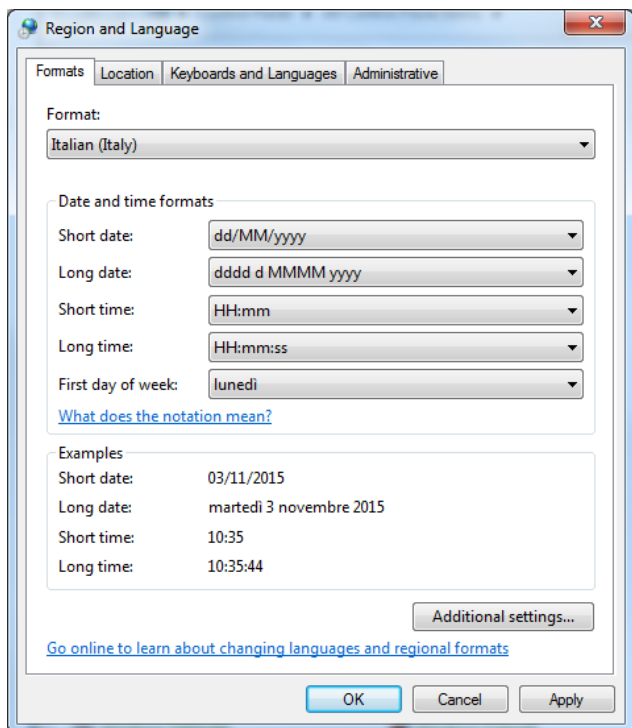 Region and Language
Formats Location Keyboards and Languages Administrative
Format:
Italian (Italy)
Date and time formats
Short date: dd/MM/yyyy
Long date: dddd d MMMM yyyy
Short time: HH:mm
Long time: HH:mm:ss
First day of week: lunedì
What does the notation mean?
Examples
Short date: 03/11/2015
Long date: martedì 3 novembre 2015
Short time: 10:35
Long time: 10:35:44
Additional settings...
Go online to learn about changing languages and regional formats
OK Cancel Apply